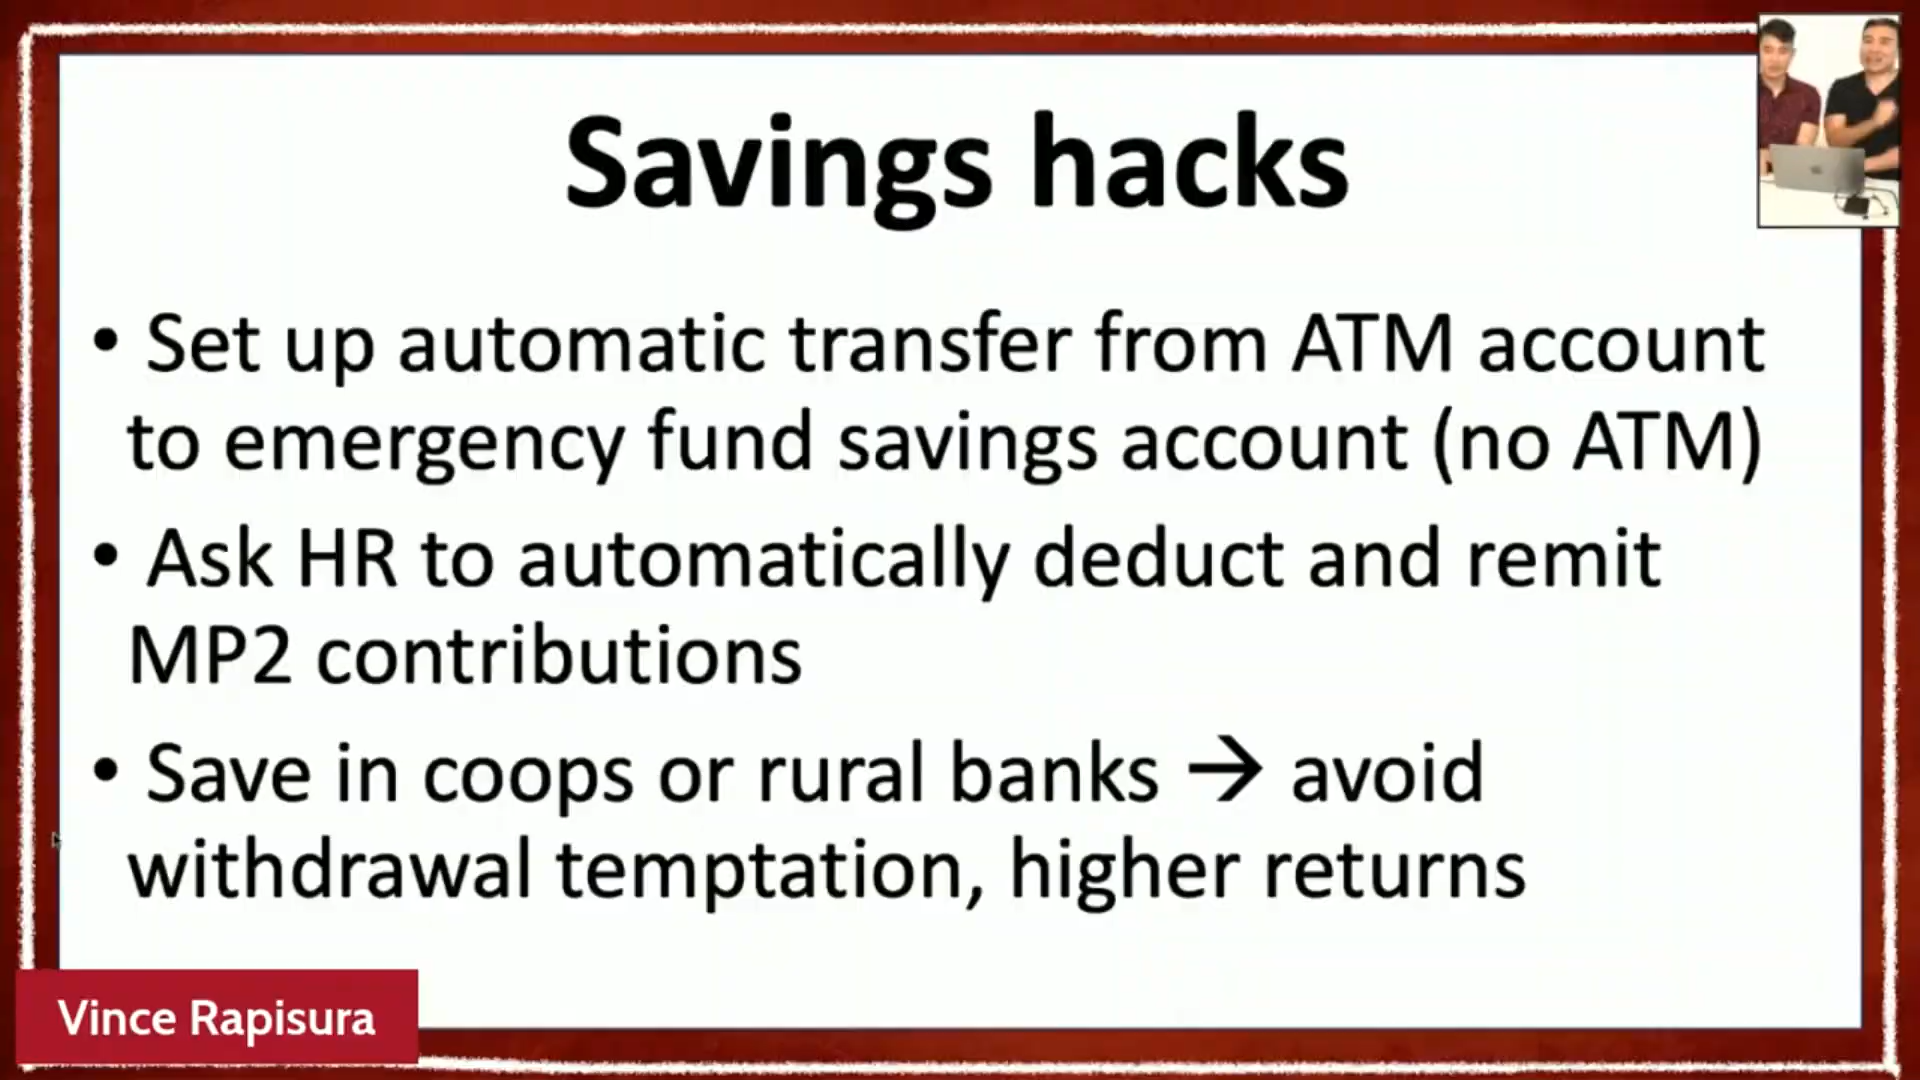 Savings hacks
• Set up automatic transfer from ATM account
to emergency fund savings account (no ATM)
• Ask HR to automatically deduct and remit
MP2 contributions
• Save in coops or rural banks → avoid
withdrawal temptation, higher returns
Vince Rapisura